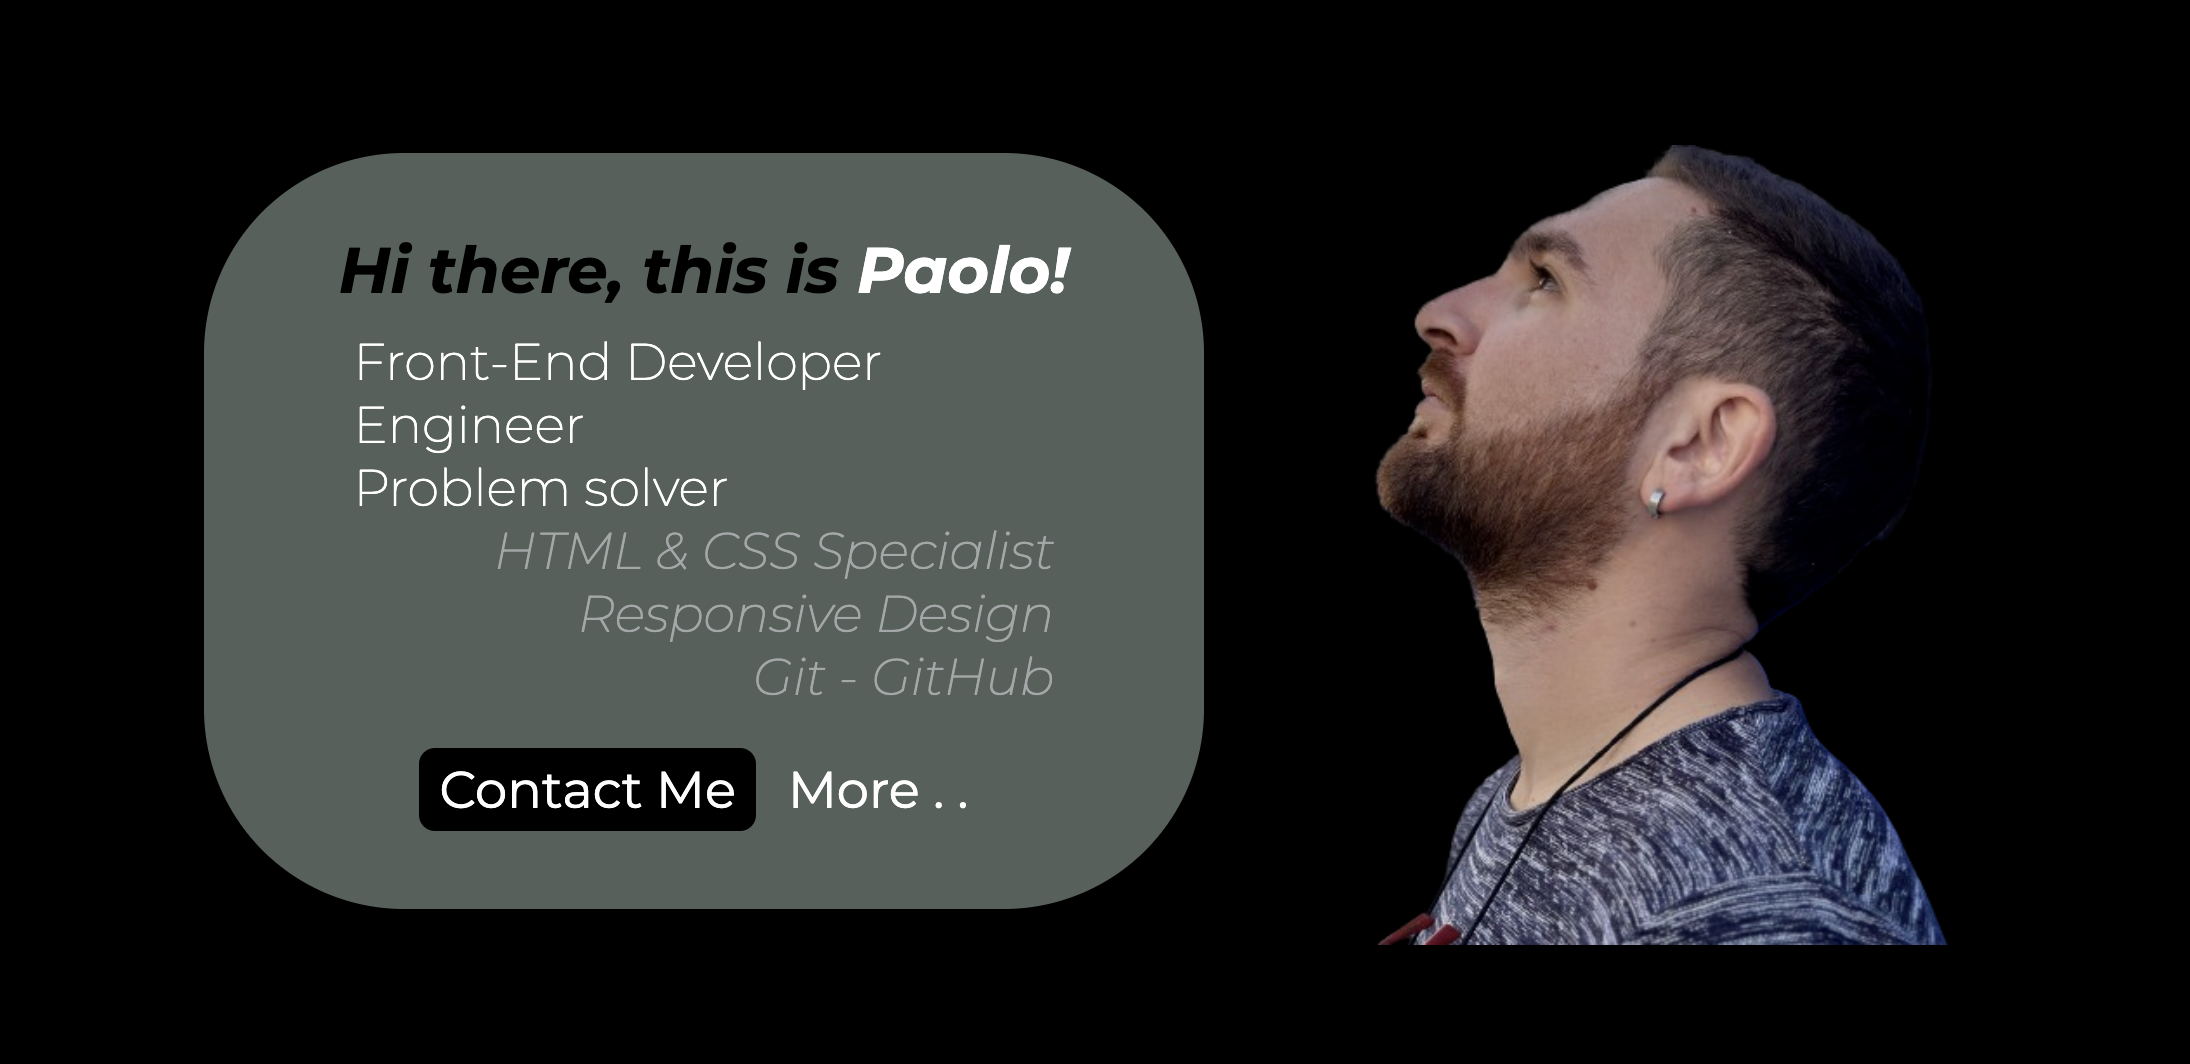 Hi there, this is Paolo!
Front-End Developer
Engineer
Problem solver
HTML & CSS Specialist
Responsive Design
Git - GitHub
Contact Me
More . .